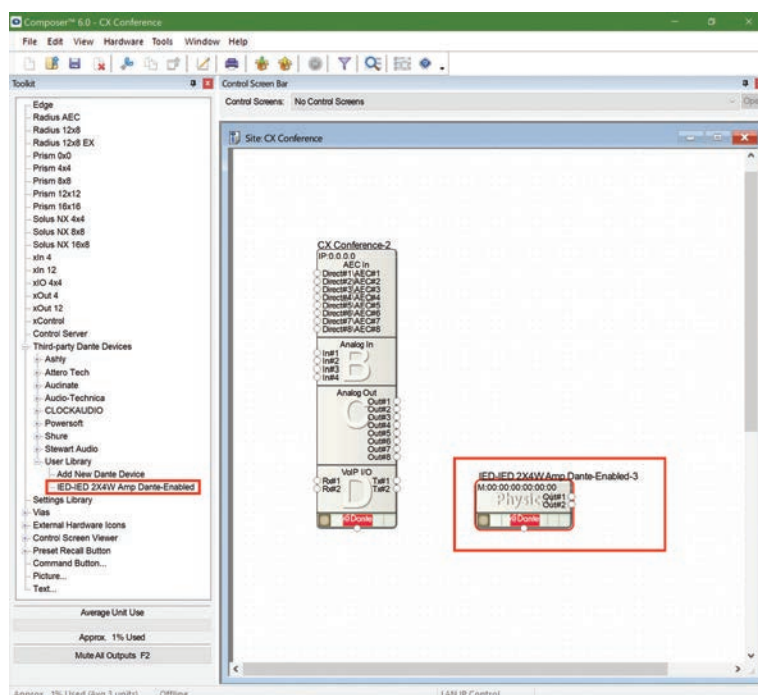 Composer™ 6.0 - CX Conference
File Edit View Hardware Tools Window Help
Toolkit
Control Screen Bar
Control Screens: No Control Screens
Edge
Radius AEC
Radius 12x8
Radius 12x8 EX
Prism 0x0
Prism 4x4
Prism 8x8
Prism 12x12
Prism 16x16
Solus NX 4x4
Solus NX 8x8
Solus NX 16x8
xIn 4
xIn 12
xIO 4x4
xOut 4
xOut 12
xControl
Control Server
Third-party Dante Devices
Ashly
Attero Tech
Audinate
Audio-Technica
CLOCKAUDIO
Powersoft
Shure
Stewart Audio
User Library
Add New Dante Device
IED-IED 2X4W Amp Dante-Enabled
Settings Library
Vias
External Hardware Icons
Control Screen Viewer
Preset Recall Button
Command Button...
Picture...
Text...
Average Unit Use
Approx. 1% Used
Mute All Outputs F2
Site: CX Conference
CX Conference-2
IP:0.0.0.0
AEC In
Direct#1\AEC#1
Direct#2\AEC#2
Direct#3\AEC#3
Direct#4\AEC#4
Direct#5\AEC#5
Direct#6\AEC#6
Direct#7\AEC#7
Direct#8\AEC#8
Analog In
B
In#1
In#2
In#3
In#4
Analog Out
C
Out#1
Out#2
Out#3
Out#4
Out#5
Out#6
Out#7
Out#8
VoIP I/O
D
Rx#1 Tx#1
Rx#2 Tx#2
Dante
IED-IED 2X4W Amp Dante-Enabled-3
M:00:00:00:00:00:00
Out#1
Out#2
Dante
Approx. 1% Used (Avg 1 units) Offline LAN IP Control